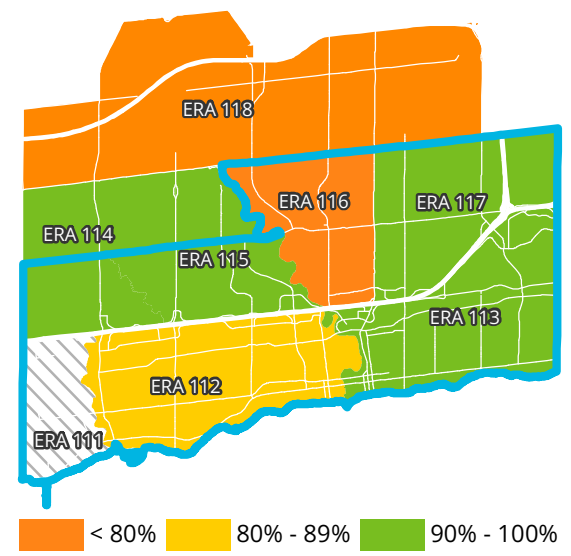 ERA 118
ERA 116
ERA 117
ERA 114
ERA 115
ERA 113
ERA 112
ERA 111
< 80% 80% - 89% 90% - 100%